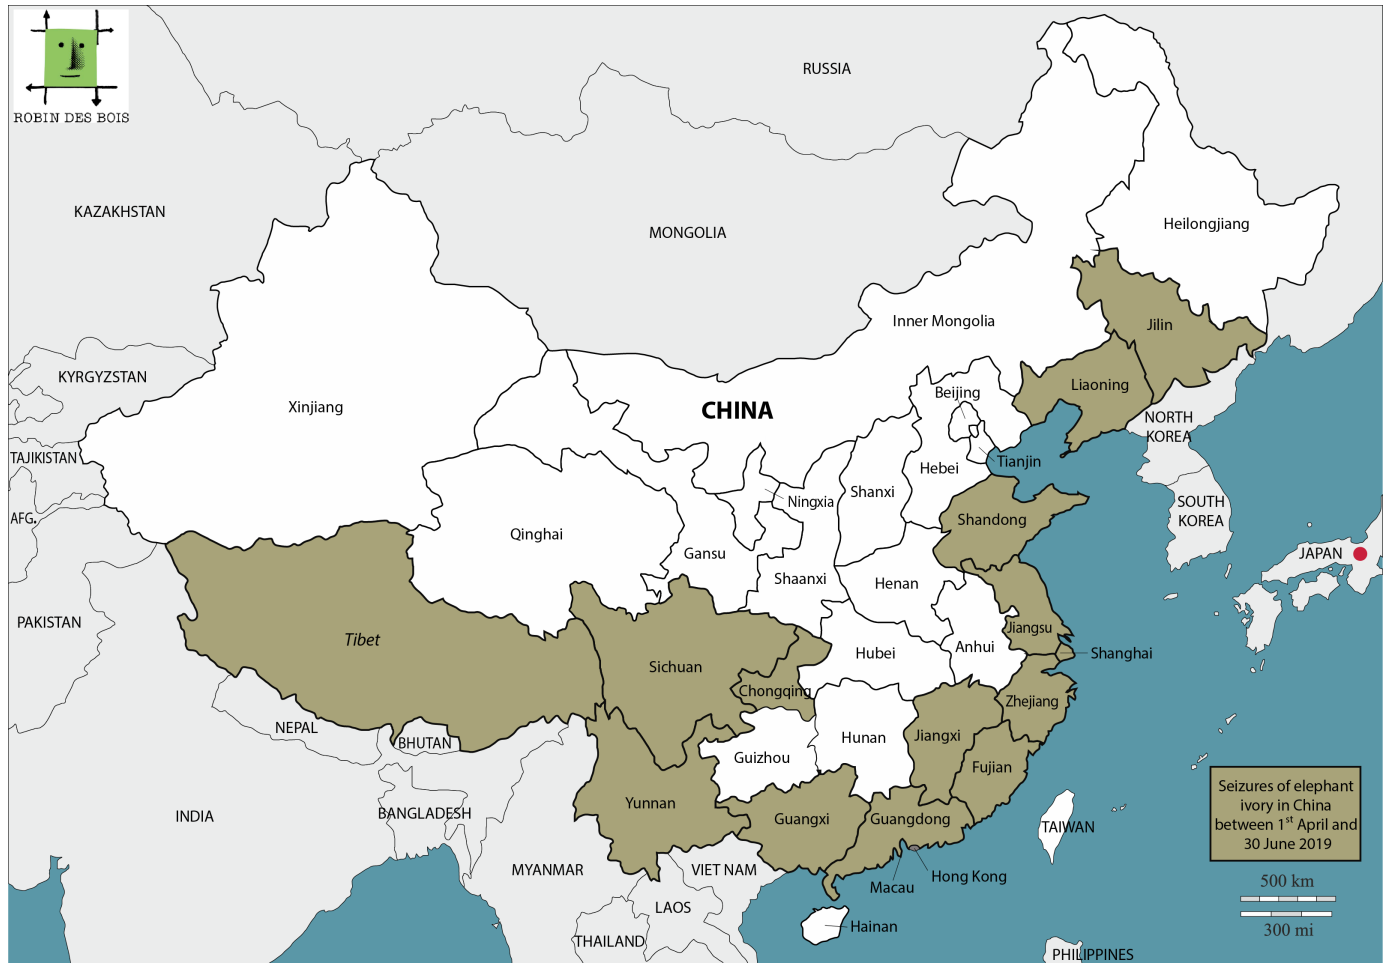 ROBIN DES BOIS
RUSSIA
KAZAKHSTAN
MONGOLIA
Heilongjiang
Inner Mongolia
Jilin
KYRGYZSTAN
Liaoning
Beijing
Xinjiang
CHINA
NORTH
KOREA
TAJIKISTAN
Tianjin
Hebei
Shanxi
Ningxia
SOUTH
KOREA
AFG.
Shandong
Qinghai
Gansu
JAPAN
Shaanxi
Henan
PAKISTAN
Tibet
Jiangsu
Anhui
Hubei
Shanghai
Sichuan
Chongqing
Zhejiang
NEPAL
BHUTAN
Jiangxi
Hunan
Guizhou
Fujian
Seizures of elephant
ivory in China
between 1st April and
30 June 2019
Yunnan
INDIA
BANGLADESH
Guangxi
Guangdong
TAIWAN
MYANMAR
VIET NAM
Hong Kong
Macau
500 km
300 mi
LAOS
Hainan
THAILAND
PHILIPPINES